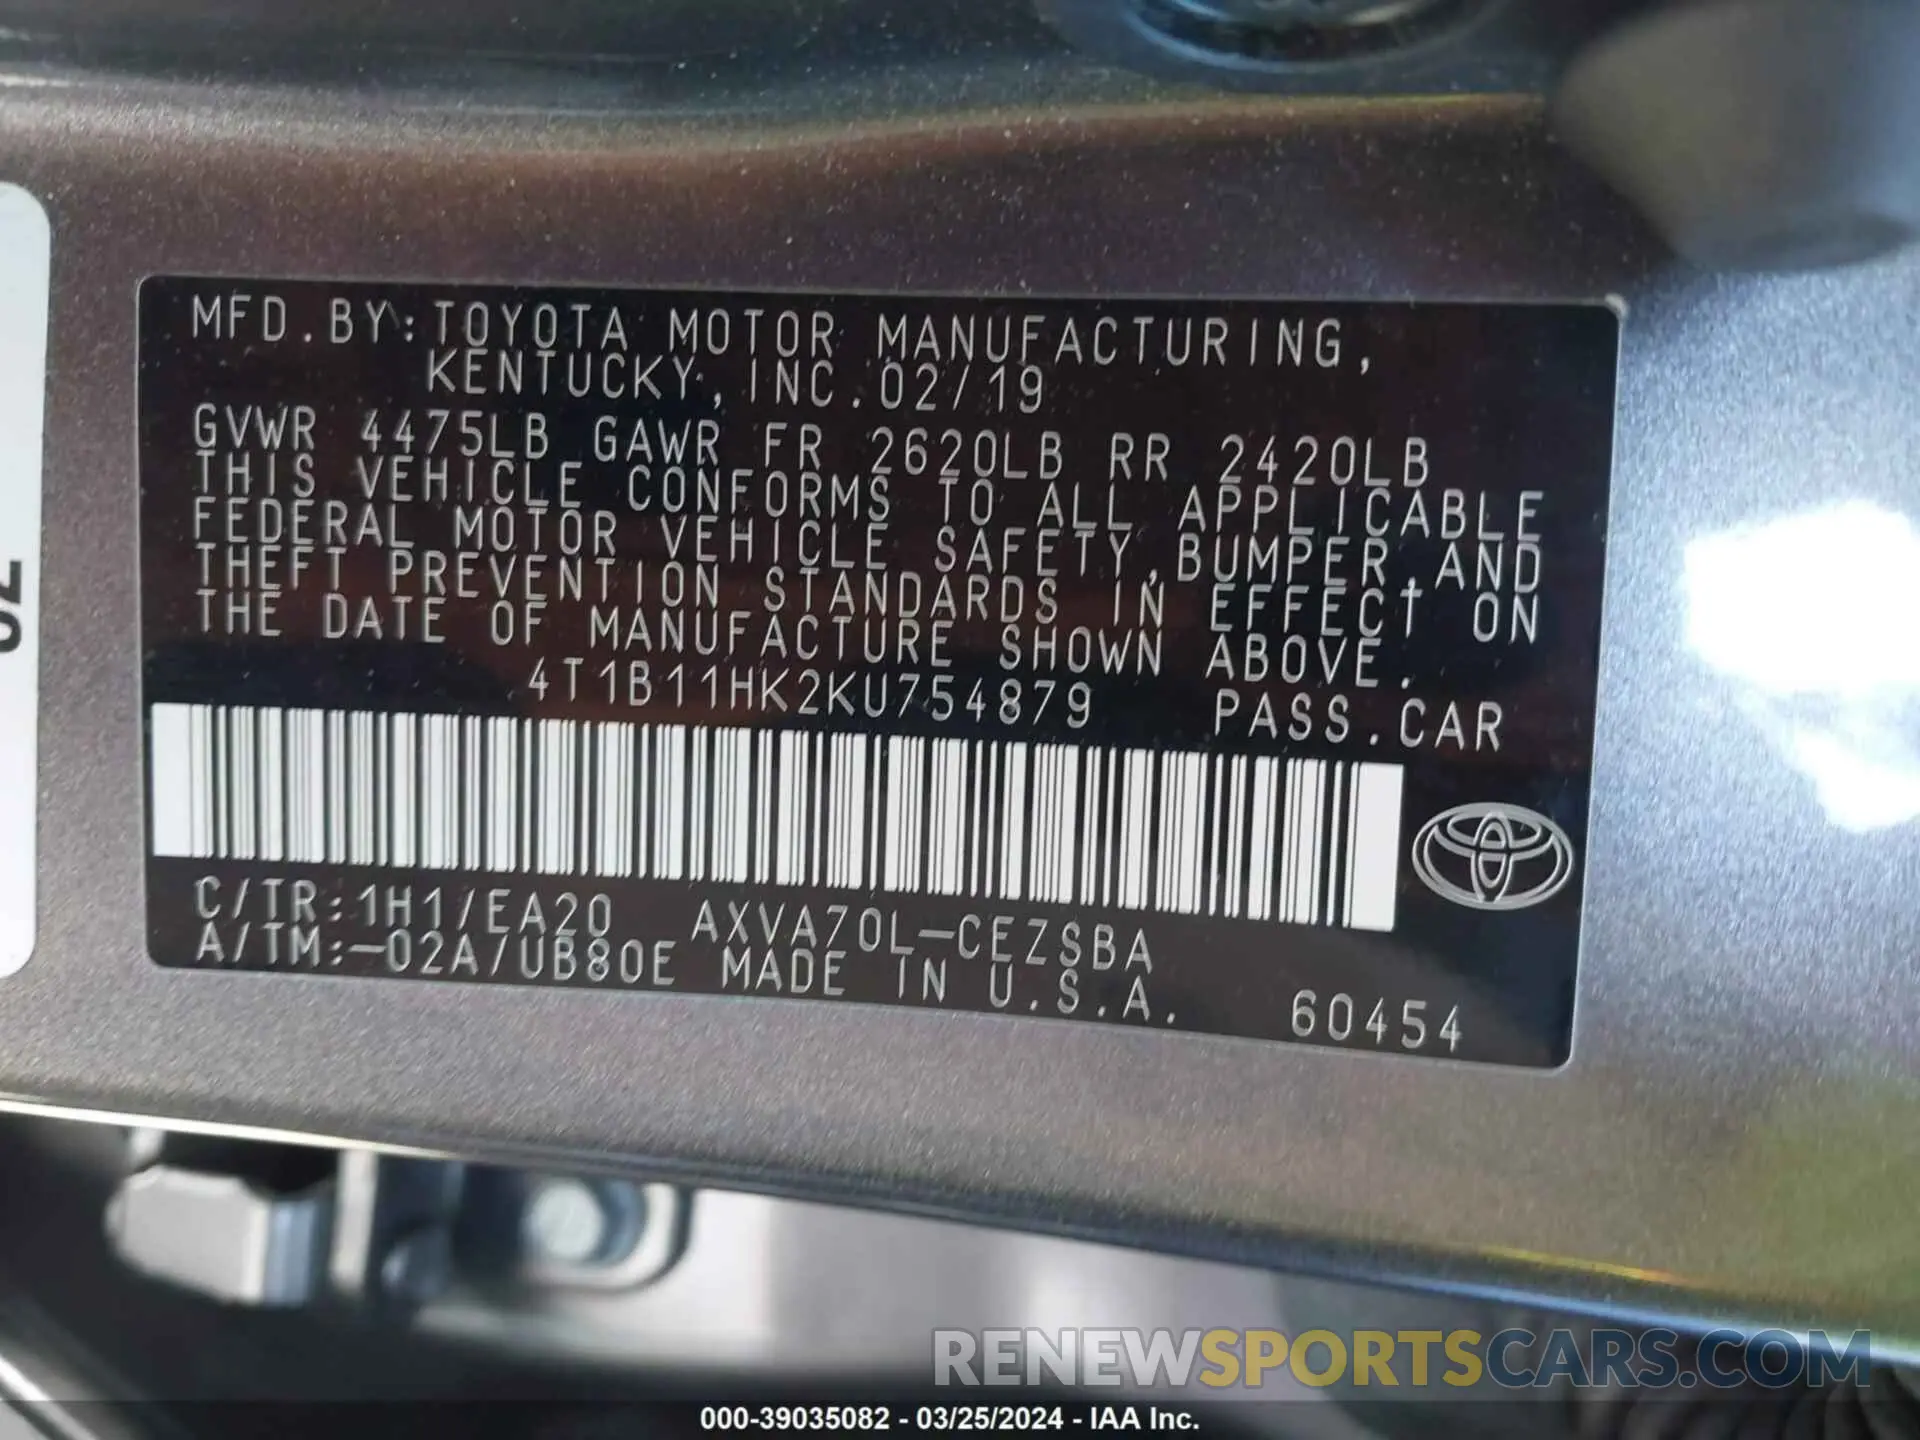 MFD.BY:TOYOTA MOTOR MANUFACTURING,
KENTUCKY, INC.02/19
GVWR 4475LB GAWR FR 2620LB RR 2420LB
THIS VEHICLE CONFORMS TO ALL APPLICABLE
FEDERAL MOTOR VEHICLE SAFETY,BUMPER,AND
THEFT PREVENTION STANDARDS IN EFFECT ON
THE DATE OF MANUFACTURE SHOWN ABOVE.
4T1B11HK2KU754879 PASS.CAR
C/TR:1H1/EA20 AXVA70L-CEZSBA
A/TM:-02A/UB80E MADE IN U.S.A. 60454
RENEWSPORTSCARS.COM
000-39035082 - 03/25/2024 - IAA Inc.